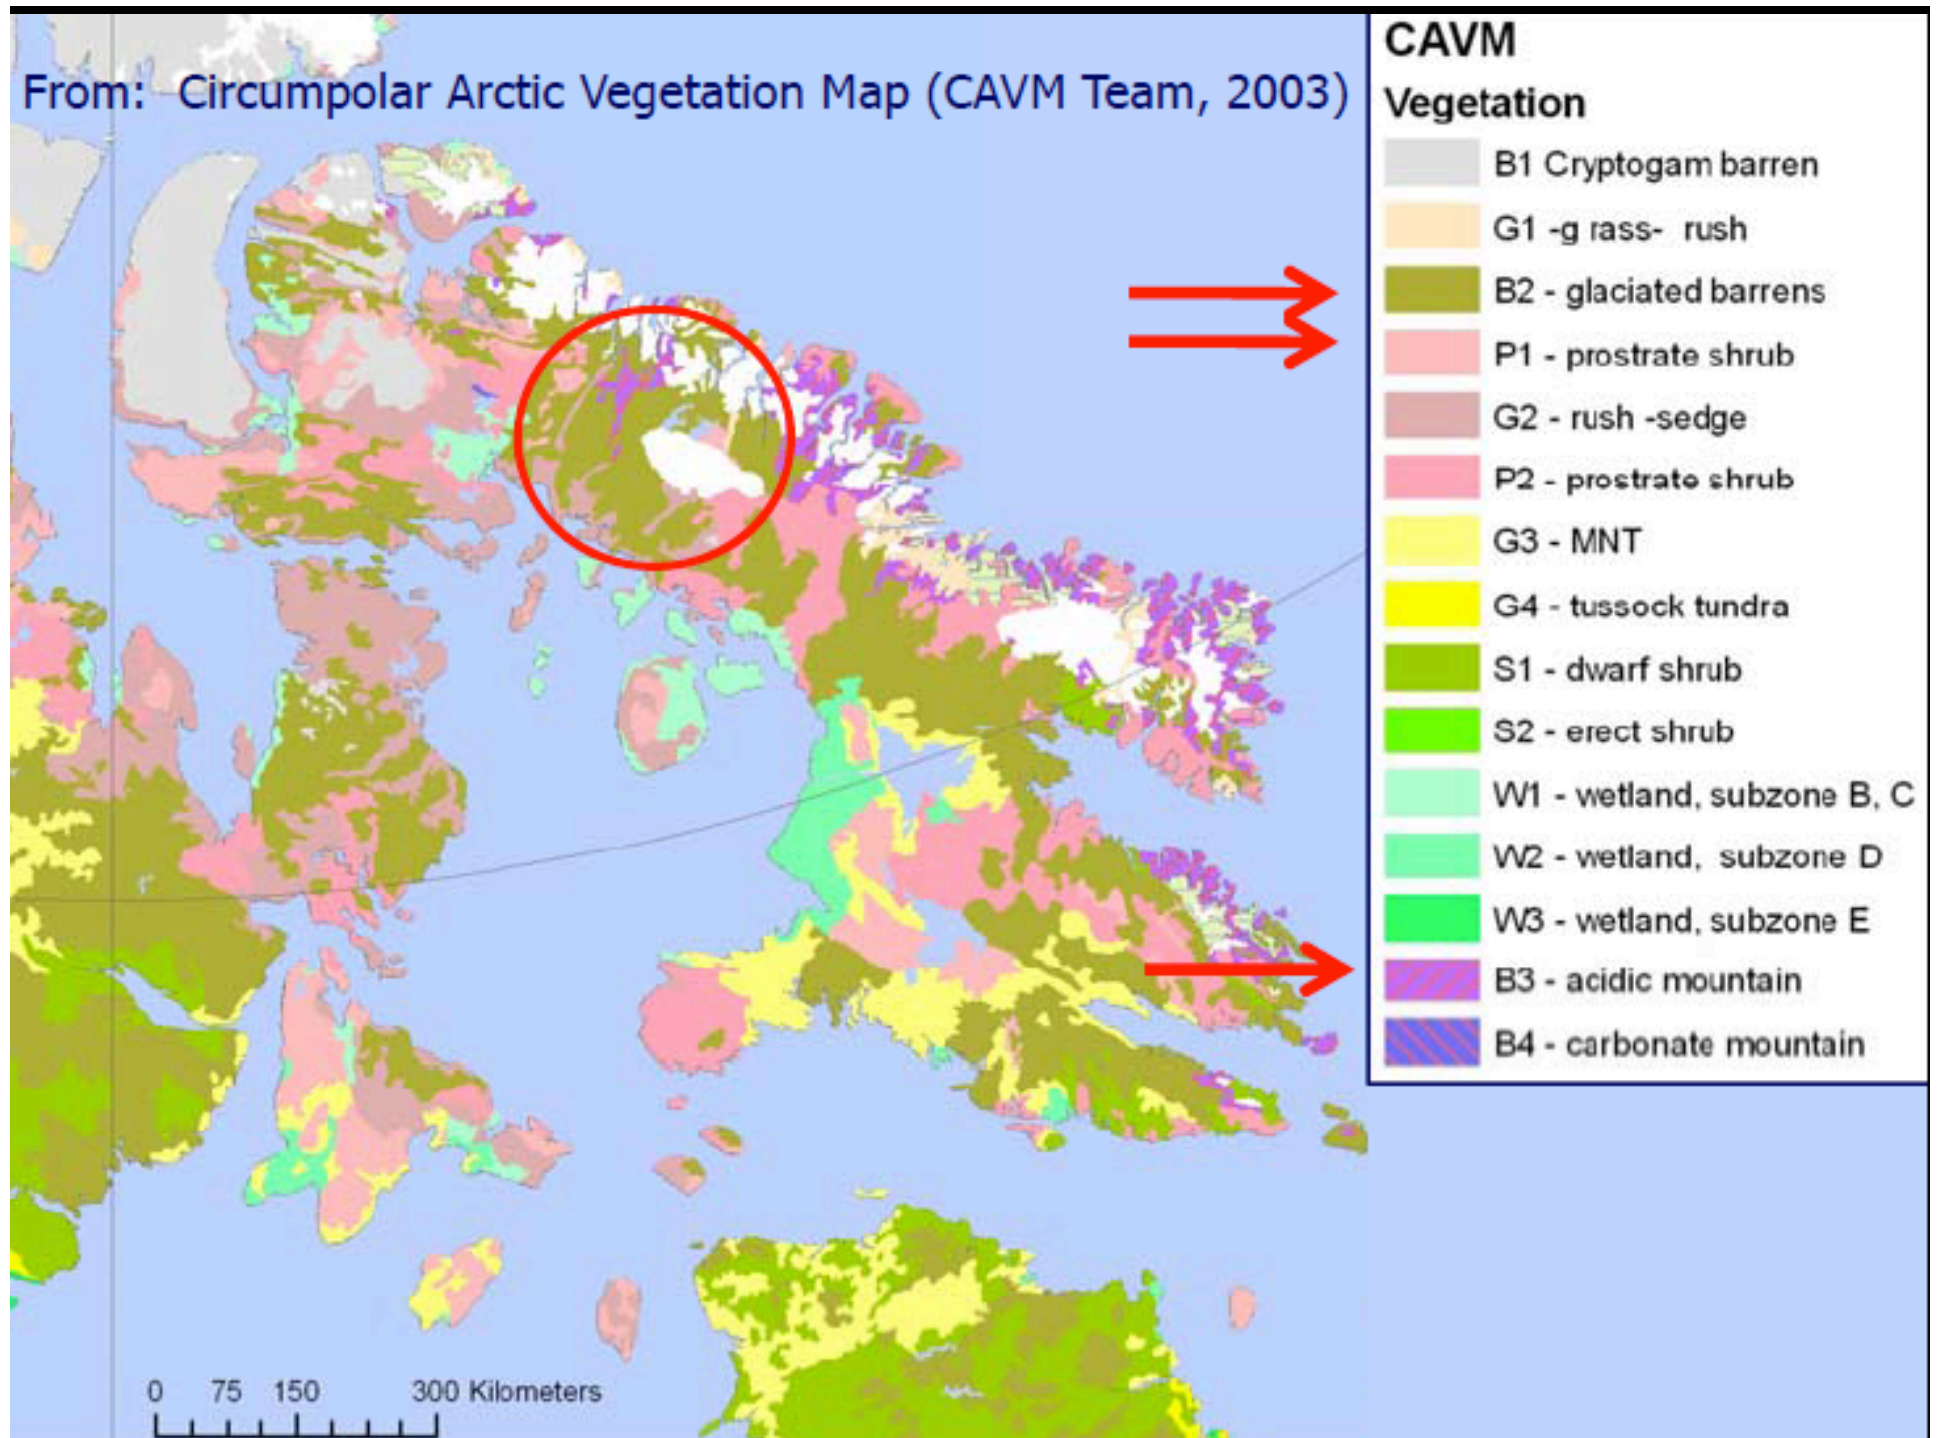 From: Circumpolar Arctic Vegetation Map (CAVM Team, 2003)
CAVM
Vegetation
B1 Cryptogam barren
G1 -g rass- rush
B2 - glaciated barrens
P1 - prostrate shrub
G2 - rush -sedge
P2 - prostrate shrub
G3 - MNT
G4 - tussock tundra
S1 - dwarf shrub
S2 - erect shrub
W1 - wetland, subzone B, C
W2 - wetland, subzone D
W3 - wetland, subzone E
B3 - acidic mountain
B4 - carbonate mountain
0 75 150 300 Kilometers